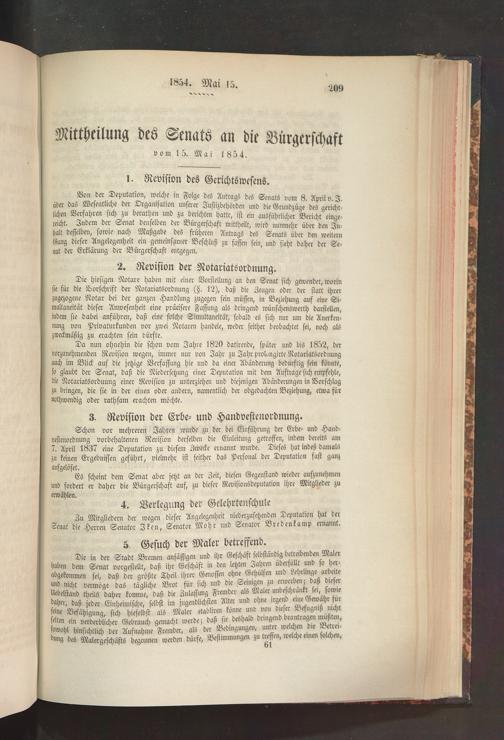 1854. Mai 15.
209
Mittheilung des Senats an die Bürgerschaft
vom 15. Mai 1854.
1. Revision des Gerichtswesens.
Von der Deputation, welche in Folge des Antrags des Senats vom 8. April v. J.
über das Wesentliche der Organisation unserer Justizbehörden und die Grundzüge des gericht-
lichen Verfahrens sich zu berathen und zu berichten hatte, ist ein ausführlicher Bericht einge-
reicht. Indem der Senat denselben der Bürgerschaft mittheilt, wird nunmehr über den In-
halt desselben, sowie nach Maßgabe des früheren Antrags des Senats über den weitern
Gang dieser Angelegenheit ein gemeinsamer Beschluß zu fassen sein, und sieht daher der Se-
nat der Erklärung der Bürgerschaft entgegen.
2. Revision der Notariatsordnung.
Die hiesigen Notare haben mit einer Vorstellung an den Senat sich gewendet, worin
sie für die Vorschrift der Notariatsordnung (§. 12), daß die Zeugen oder der statt ihrer
zugezogene Notar bei der ganzen Handlung zugegen sein müssen, in Beziehung auf eine Si-
multaneität dieser Anwesenheit eine präcisere Fassung als dringend wünschenswerth darstellen,
indem sie dabei anführen, daß eine solche Simultaneität, sobald es sich nur um die Anerken-
nung von Privaturkunden vor zwei Notaren handele, weder seither beobachtet sei, noch als
zweckmäßig zu erachten sein dürfte.
Da nun ohnehin die schon vom Jahre 1820 datirende, später und bis 1852, der
vorzunehmenden Revision wegen, immer nur von Jahr zu Jahr prolongirte Notariatsordnung
nach im Blick auf die jetzige Verfassung hie und da einer Abänderung bedürftig sein könnte,
so glaubt der Senat, daß die Niedersetzung einer Deputation mit dem Auftrage sich empfehle,
die Notariatsordnung einer Revision zu unterziehen und diejenigen Abänderungen in Vorschlag
zu bringen, die sie in der einen oder andern, namentlich der obgedachten Beziehung, etwa für
nothwendig oder rathsam erachten möchte.
3. Revision der Erbe- und Handvestenordnung.
Schon vor mehreren Jahren wurde zu der bei Einführung der Erbe- und Hand-
vestenordnung vorbehaltenen Revision derselben die Einleitung getroffen, indem bereits am
7. April 1837 eine Deputation zu diesem Zwecke ernannt wurde. Dieses hat indeß damals
zu keinen Ergebnissen geführt, vielmehr ist seither das Personal der Deputation fast ganz
aufgelöset.
Es scheint dem Senat aber jetzt an der Zeit, diesen Gegenstand wieder aufzunehmen
und fordert er daher die Bürgerschaft auf, zu dieser Revisionsdeputation ihre Mitglieder zu
erwählen.
4. Verlegung der Gelehrtenschule
Zu Mitgliedern der wegen dieser Angelegenheit niederzusetzenden Deputation hat der
Senat die Herren Senator Iken, Senator Mohr und Senator Bredenkamp ernannt.
5 Gesuch der Maler betreffend.
Die in der Stadt Bremen ansässigen und ihr Geschäft selbständig betreibenden Maler
haben dem Senat vorgestellt, daß ihr Geschäft in den letzten Jahren überfüllt und so her-
abgekommen sei, daß der größte Theil ihrer Genossen ohne Gehülfen und Lehrlinge arbeite
und nicht vermöge das tägliche Brot für sich und die Seinigen zu erwerben; daß dieser
Uebelstand theils daher komme, daß die Zulassung Fremder als Maler unbeschränkt sei, sowie
daher, daß jeder Einheimische, selbst im jugendlichsten Alter und ohne irgend eine Gewähr für
seine Befähigung, sich hieselbst als Maler etabliren könne und von dieser Befugniß nicht
selten ein verderblicher Gebrauch gemacht werde; daß sie deshalb dringend beantragen müßten,
sowohl hinsichtlich der Aufnahme Fremder, als der Bedingungen, unter welchen die Betrei-
bung des Malergeschäfts begonnen werden dürfe, Bestimmungen zu treffen, welche einen solchen,
61